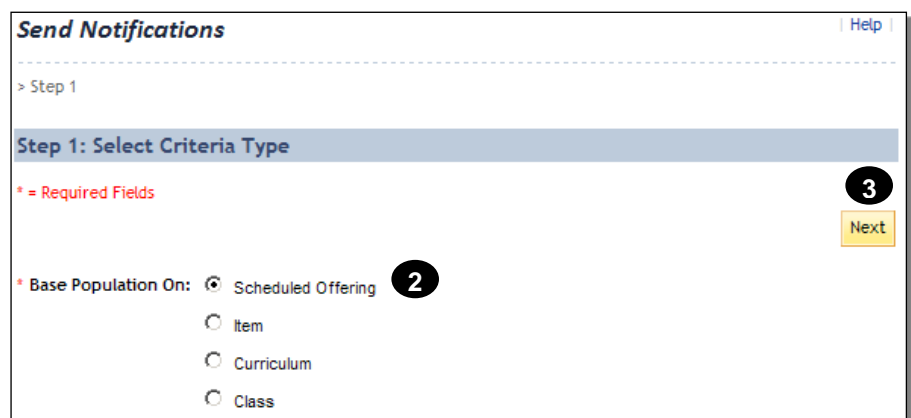 Send Notifications
| Help |
> Step 1
Step 1: Select Criteria Type
* = Required Fields
3
Next
* Base Population On: Scheduled Offering 2
Item
Curriculum
Class